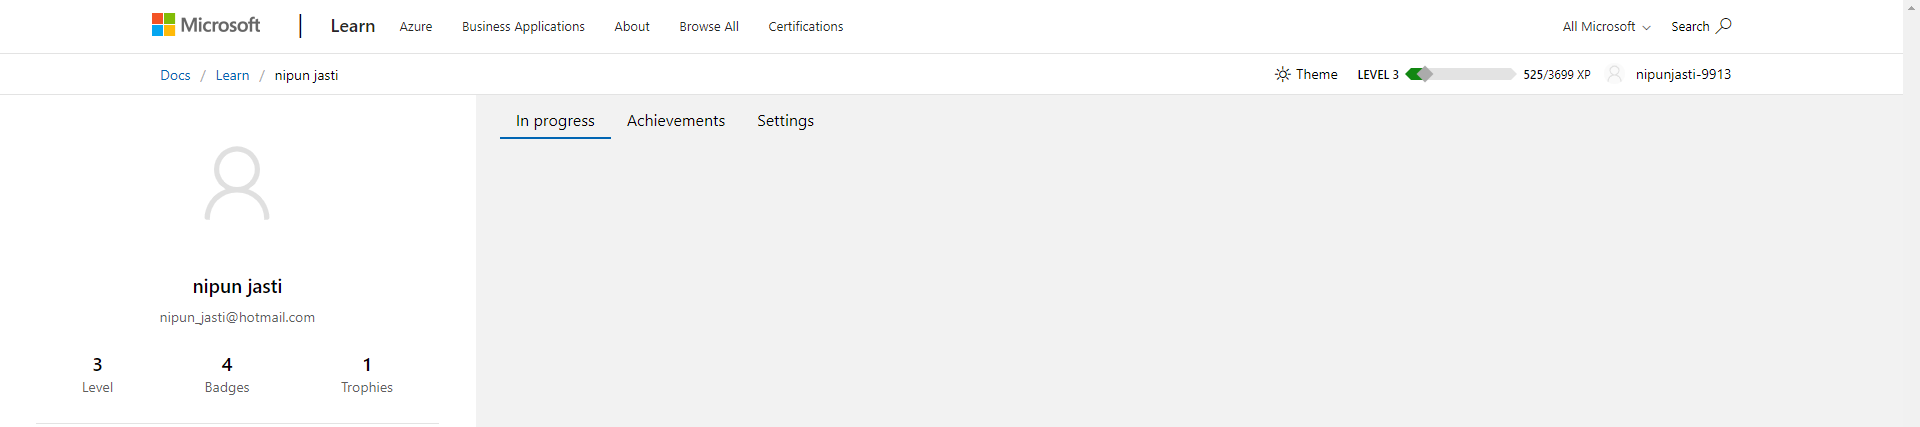 Microsoft Learn Azure Business Applications About Browse All Certifications All Microsoft Search
Docs / Learn / nipun jasti Theme LEVEL 3 525/3699 XP nipunjasti-9913
In progress Achievements Settings
nipun jasti
nipun_jasti@hotmail.com
3 4 1
Level Badges Trophies